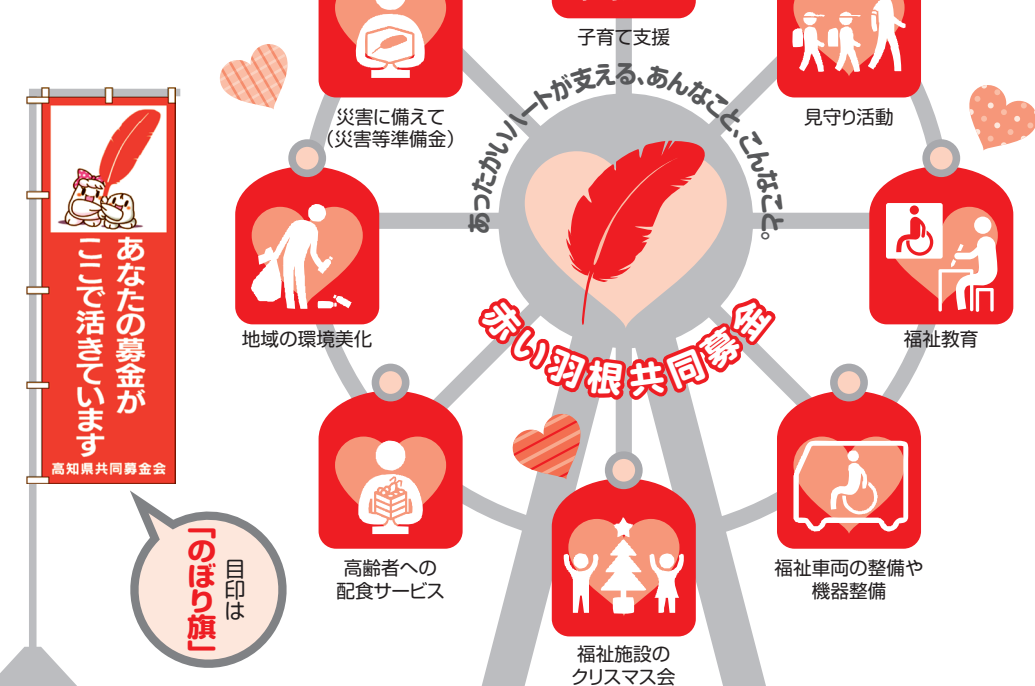 子育て支援
災害に備えて
（災害等準備金）
見守り活動
あったかいハートが支える、あんなこと、こんなこと。
赤い羽根共同募金
地域の環境美化
福祉教育
高齢者への
配食サービス
福祉車両の整備や
機器整備
福祉施設の
クリスマス会
あなたの募金が
ここで活きています
高知県共同募金会
目印は
「のぼり旗」